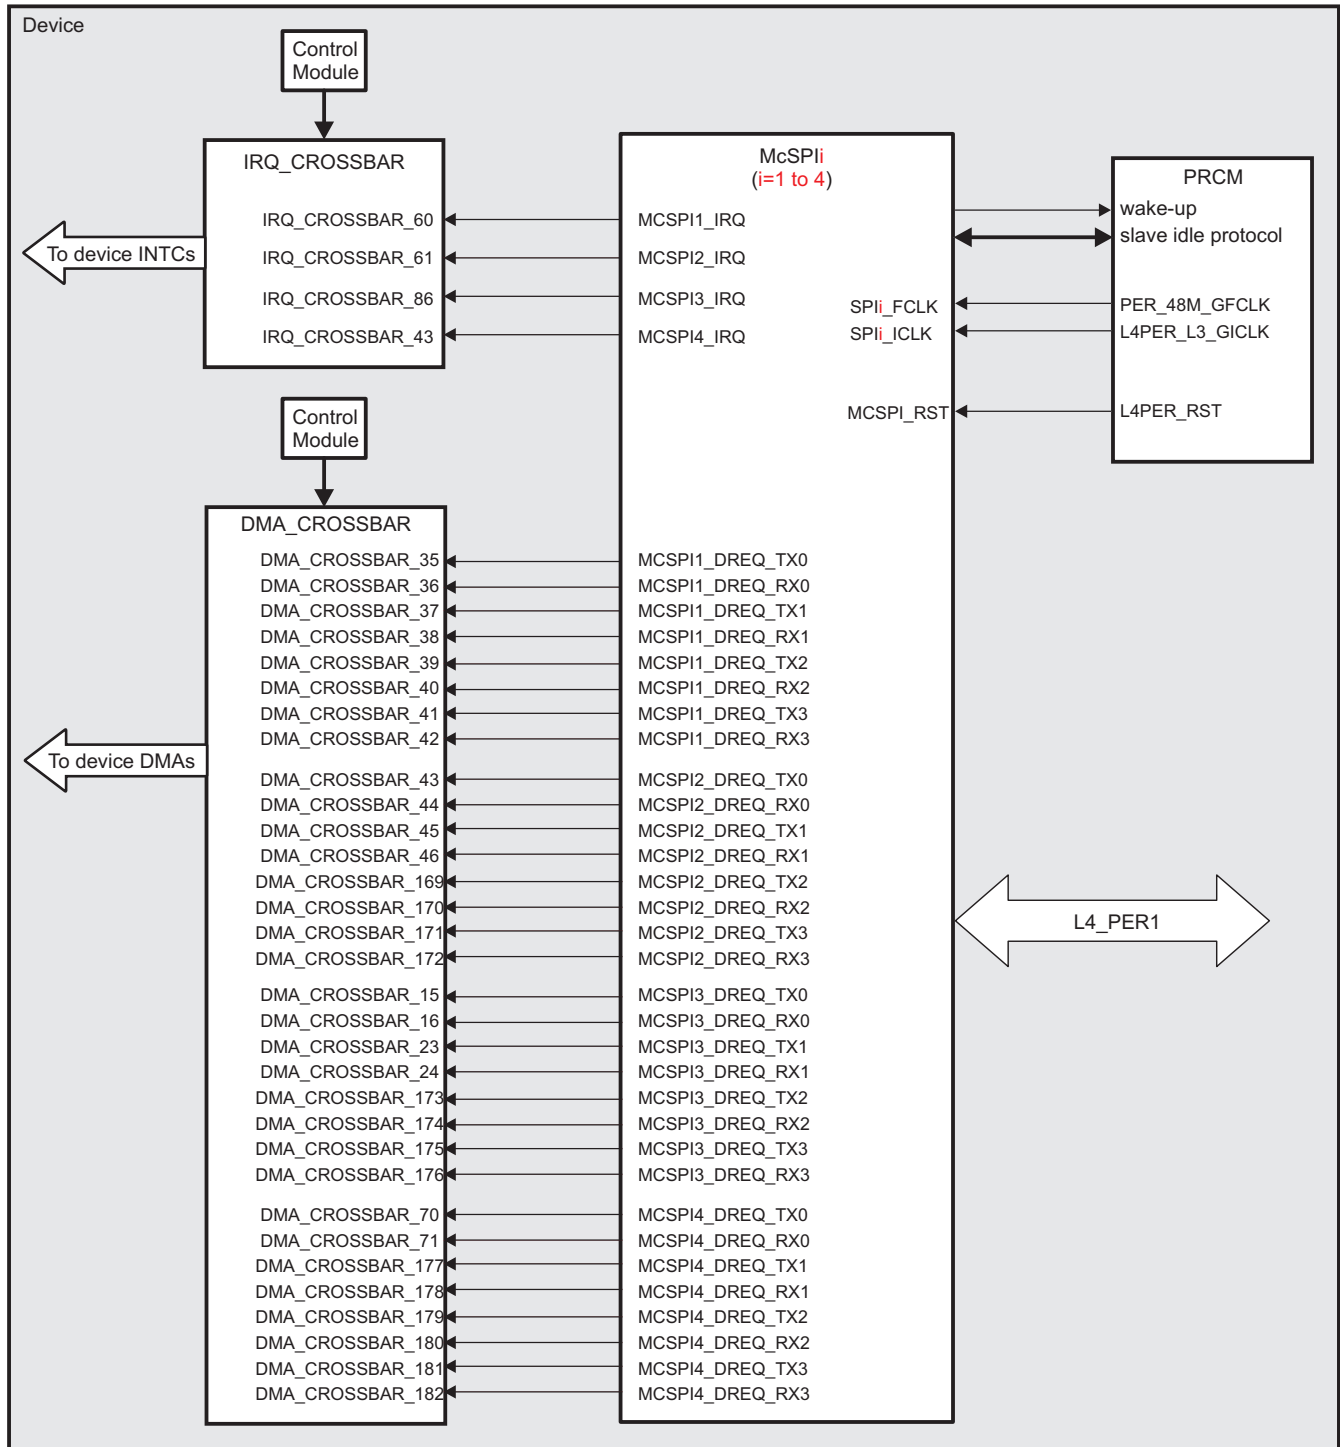 Device
Control
Module
IRQ_CROSSBAR
IRQ_CROSSBAR_60
IRQ_CROSSBAR_61
IRQ_CROSSBAR_86
IRQ_CROSSBAR_43
To device INTCs
McSPIi
(i=1 to 4)
MCSPI1_IRQ
MCSPI2_IRQ
MCSPI3_IRQ
MCSPI4_IRQ
SPIi_FCLK
SPIi_ICLK
MCSPI_RST
PRCM
wake-up
slave idle protocol
PER_48M_GFCLK
L4PER_L3_GICLK
L4PER_RST
Control
Module
DMA_CROSSBAR
DMA_CROSSBAR_35
DMA_CROSSBAR_36
DMA_CROSSBAR_37
DMA_CROSSBAR_38
DMA_CROSSBAR_39
DMA_CROSSBAR_40
DMA_CROSSBAR_41
DMA_CROSSBAR_42
DMA_CROSSBAR_43
DMA_CROSSBAR_44
DMA_CROSSBAR_45
DMA_CROSSBAR_46
DMA_CROSSBAR_169
DMA_CROSSBAR_170
DMA_CROSSBAR_171
DMA_CROSSBAR_172
DMA_CROSSBAR_15
DMA_CROSSBAR_16
DMA_CROSSBAR_23
DMA_CROSSBAR_24
DMA_CROSSBAR_173
DMA_CROSSBAR_174
DMA_CROSSBAR_175
DMA_CROSSBAR_176
DMA_CROSSBAR_70
DMA_CROSSBAR_71
DMA_CROSSBAR_177
DMA_CROSSBAR_178
DMA_CROSSBAR_179
DMA_CROSSBAR_180
DMA_CROSSBAR_181
DMA_CROSSBAR_182
To device DMAs
MCSPI1_DREQ_TX0
MCSPI1_DREQ_RX0
MCSPI1_DREQ_TX1
MCSPI1_DREQ_RX1
MCSPI1_DREQ_TX2
MCSPI1_DREQ_RX2
MCSPI1_DREQ_TX3
MCSPI1_DREQ_RX3
MCSPI2_DREQ_TX0
MCSPI2_DREQ_RX0
MCSPI2_DREQ_TX1
MCSPI2_DREQ_RX1
MCSPI2_DREQ_TX2
MCSPI2_DREQ_RX2
MCSPI2_DREQ_TX3
MCSPI2_DREQ_RX3
MCSPI3_DREQ_TX0
MCSPI3_DREQ_RX0
MCSPI3_DREQ_TX1
MCSPI3_DREQ_RX1
MCSPI3_DREQ_TX2
MCSPI3_DREQ_RX2
MCSPI3_DREQ_TX3
MCSPI3_DREQ_RX3
MCSPI4_DREQ_TX0
MCSPI4_DREQ_RX0
MCSPI4_DREQ_TX1
MCSPI4_DREQ_RX1
MCSPI4_DREQ_TX2
MCSPI4_DREQ_RX2
MCSPI4_DREQ_TX3
MCSPI4_DREQ_RX3
L4_PER1